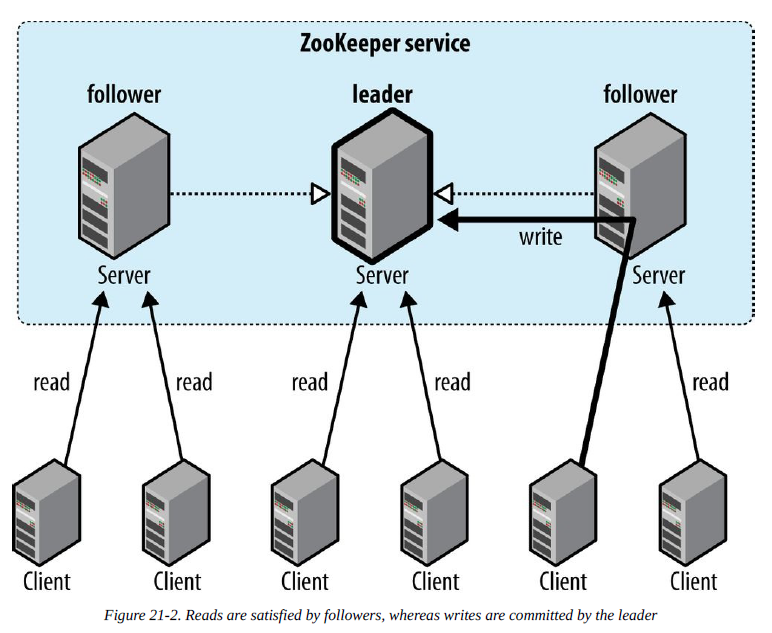 ZooKeeper service
follower
leader
follower
write
Server
Server
Server
read
read
read
read
read
Client
Client
Client
Client
Client
Client
Figure 21-2. Reads are satisfied by followers, whereas writes are committed by the leader